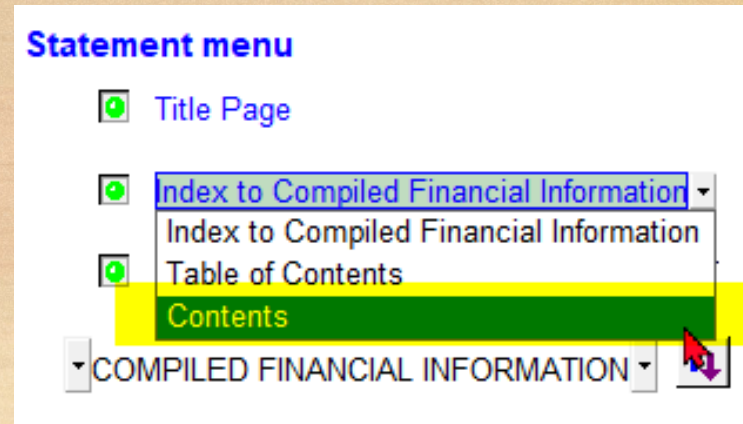 Statement menu
Title Page
Index to Compiled Financial Information
Index to Compiled Financial Information
Table of Contents
Contents
COMPILED FINANCIAL INFORMATION